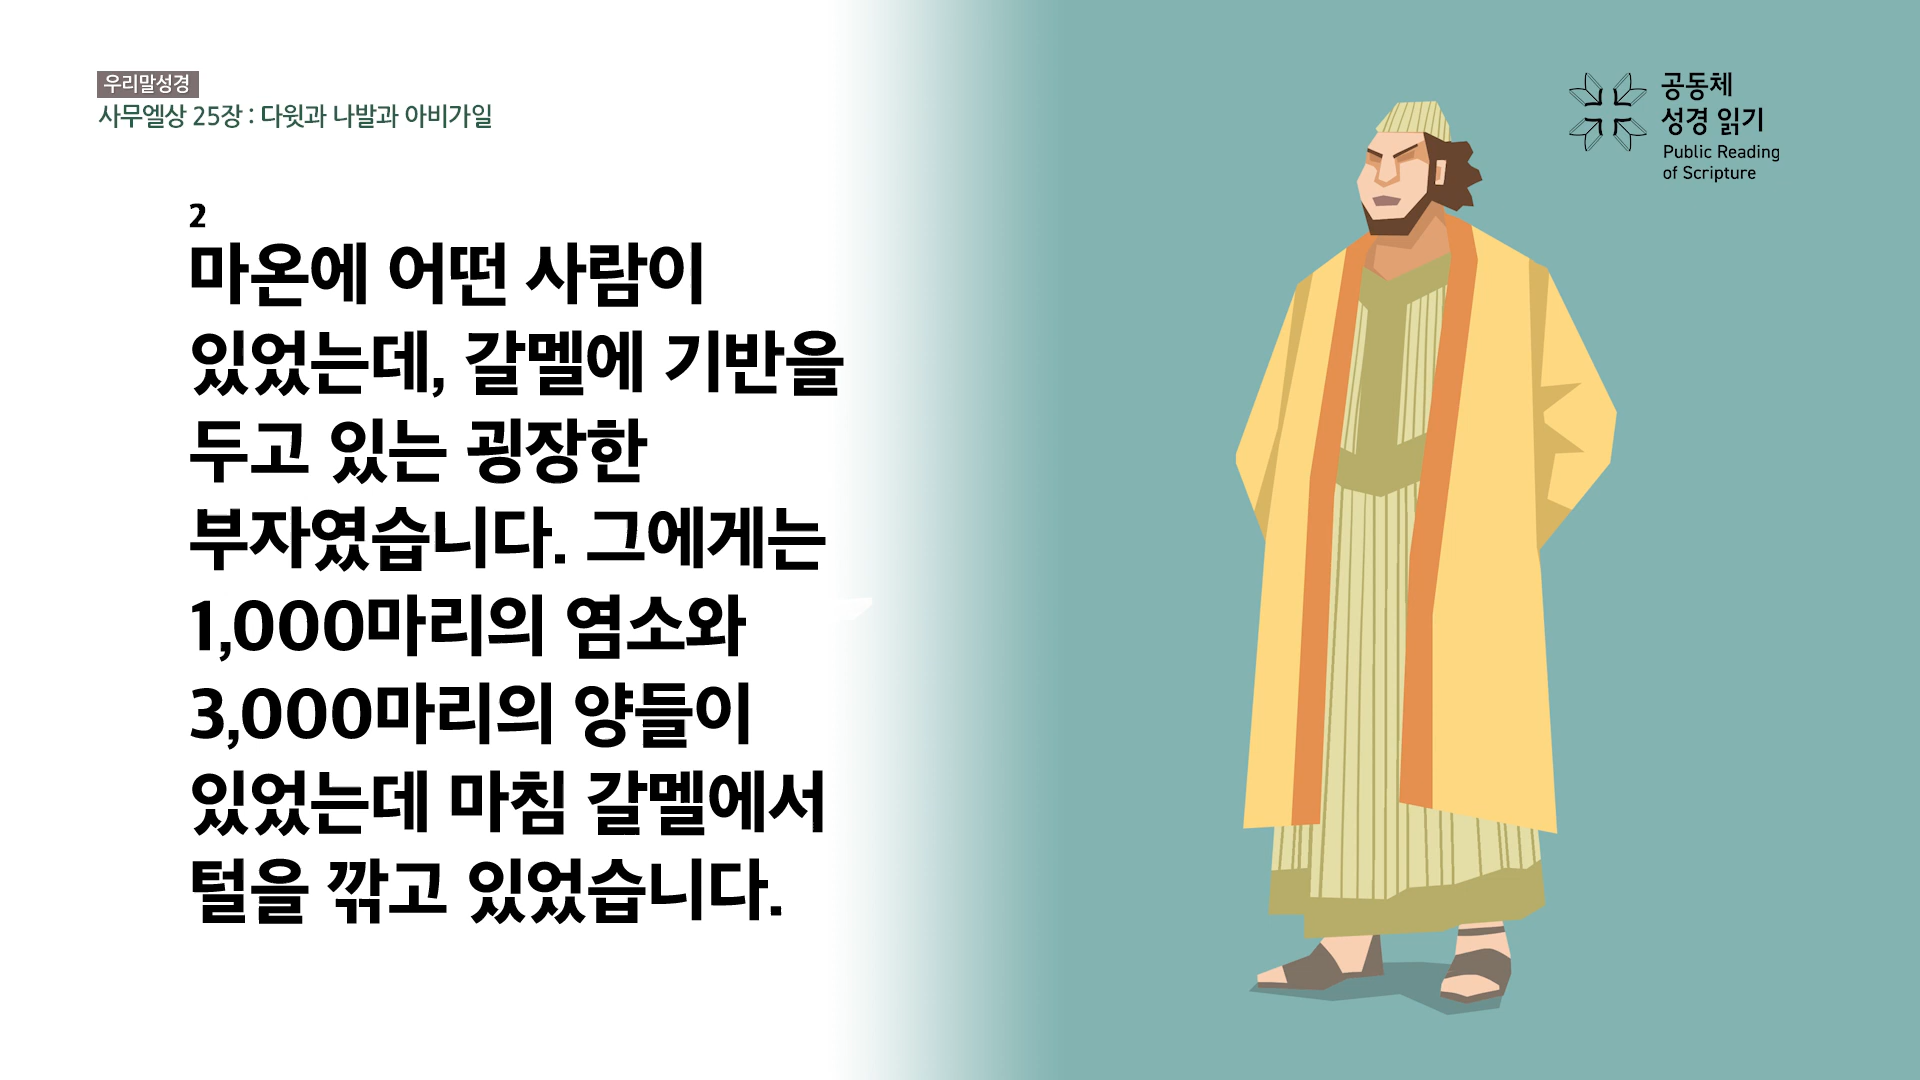 우리말성경
사무엘상 25장 : 다윗과 나발과 아비가일
공동체
성경 읽기
Public Reading
of Scripture
2
마온에 어떤 사람이
있었는데, 갈멜에 기반을
두고 있는 굉장한
부자였습니다. 그에게는
1,000마리의 염소와
3,000마리의 양들이
있었는데 마침 갈멜에서
털을 깎고 있었습니다.